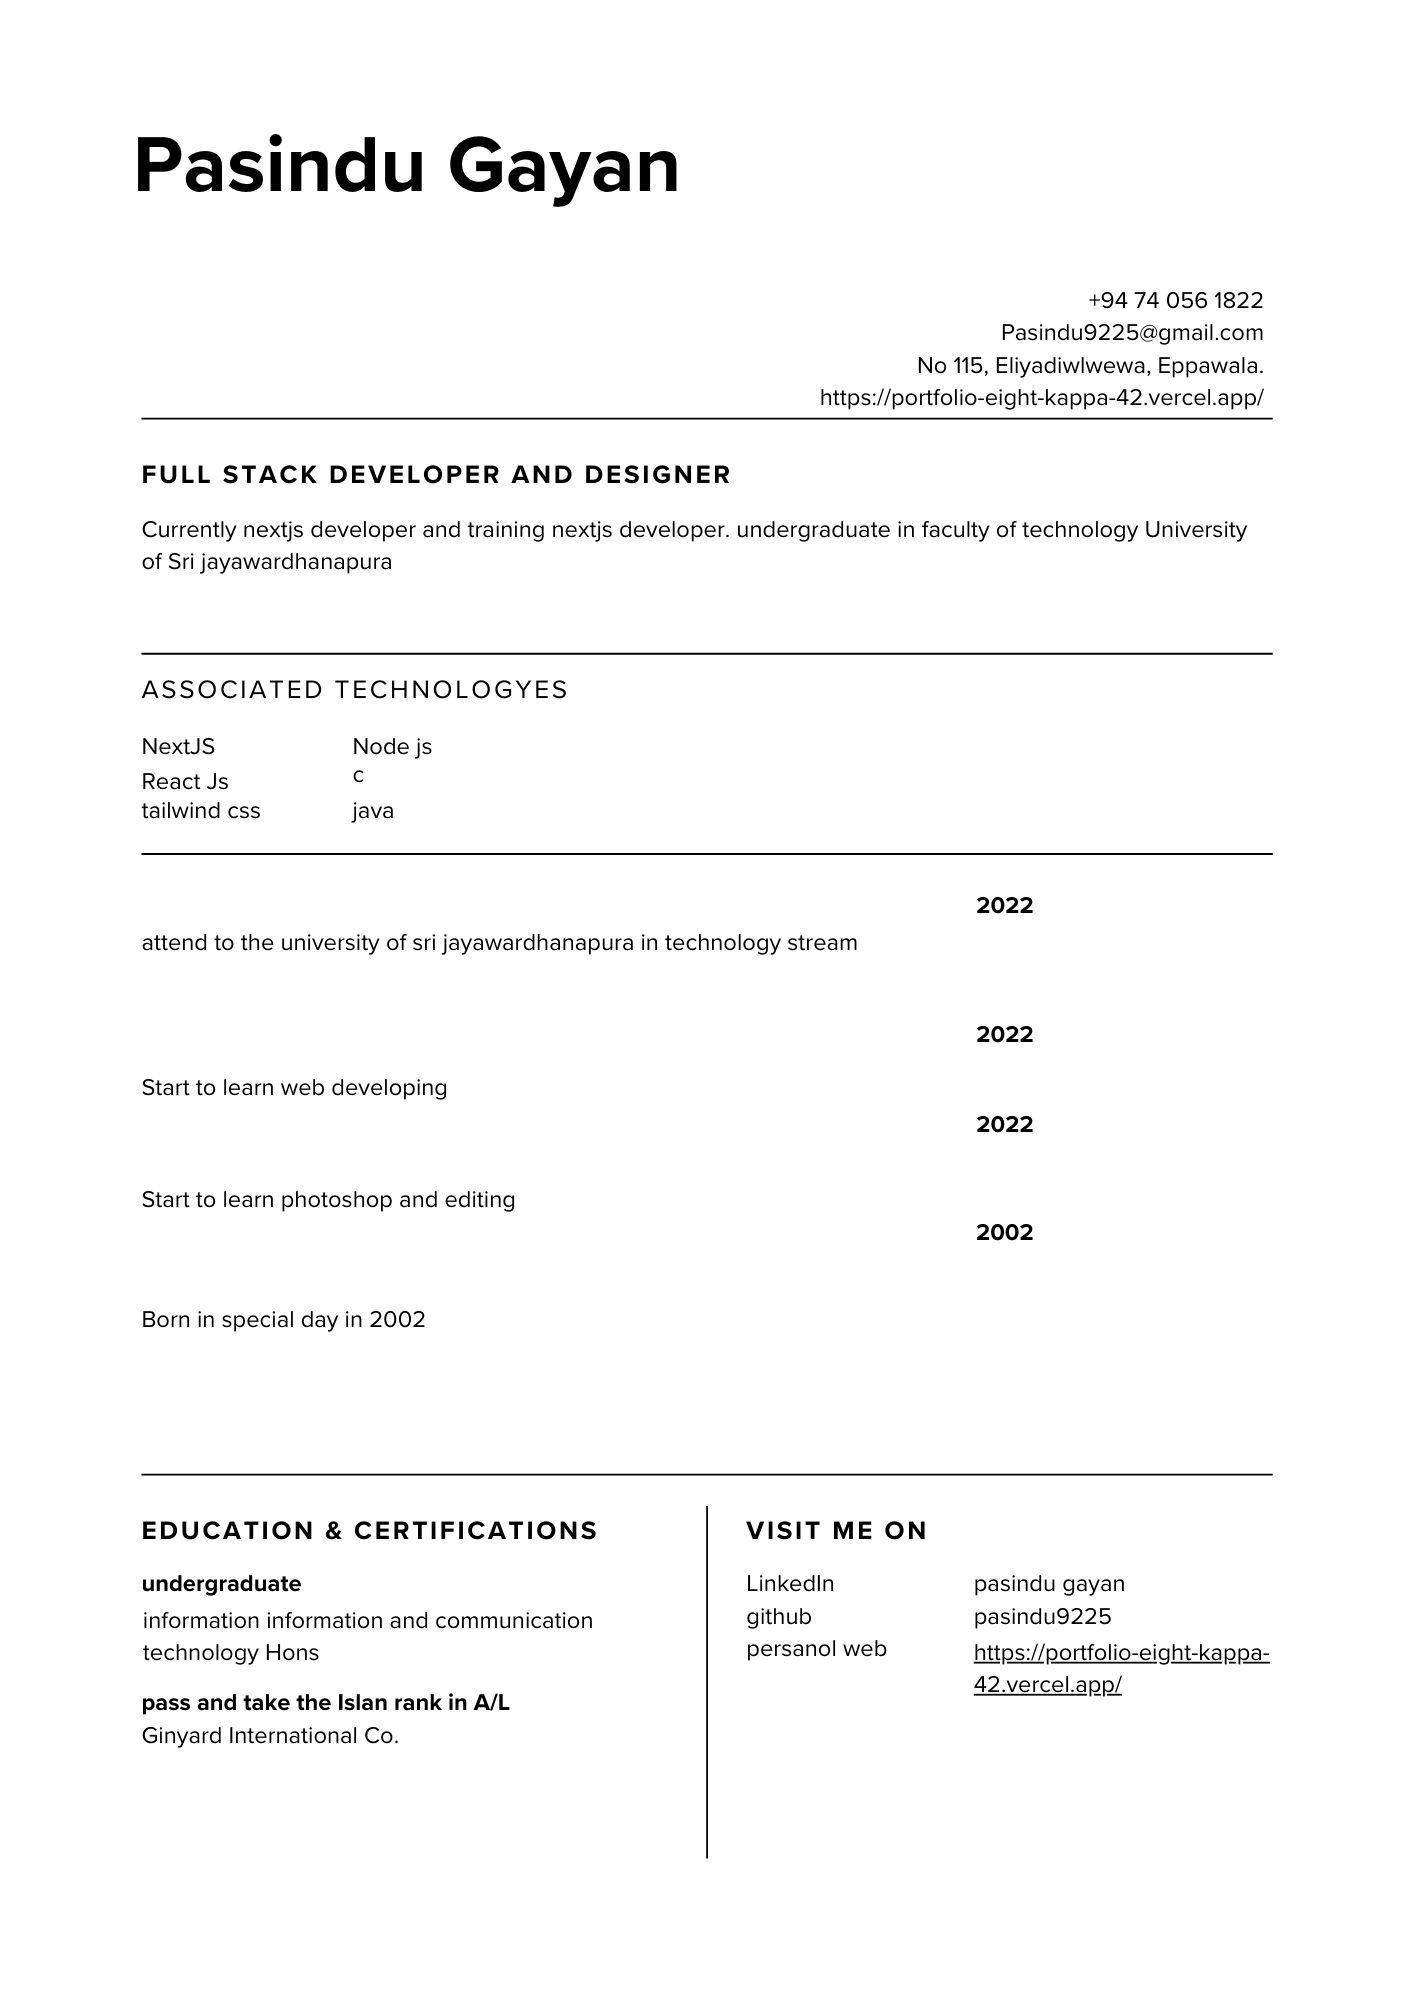 Pasindu Gayan
+94 74 056 1822
Pasindu9225@gmail.com
No 115, Eliyadiwlwewa, Eppawala.
https://portfolio-eight-kappa-42.vercel.app/
FULL STACK DEVELOPER AND DESIGNER
Currently nextjs developer and training nextjs developer. undergraduate in faculty of technology University
of Sri jayawardhanapura
ASSOCIATED TECHNOLOGYES
NextJS
React Js
tailwind css
Node js
c
java
2022
attend to the university of sri jayawardhanapura in technology stream
2022
Start to learn web developing
2022
Start to learn photoshop and editing
2002
Born in special day in 2002
EDUCATION & CERTIFICATIONS
undergraduate
information information and communication
technology Hons
pass and take the Islan rank in A/L
Ginyard International Co.
VISIT ME ON
LinkedIn pasindu gayan
github pasindu9225
persanol web https://portfolio-eight-kappa-
42.vercel.app/